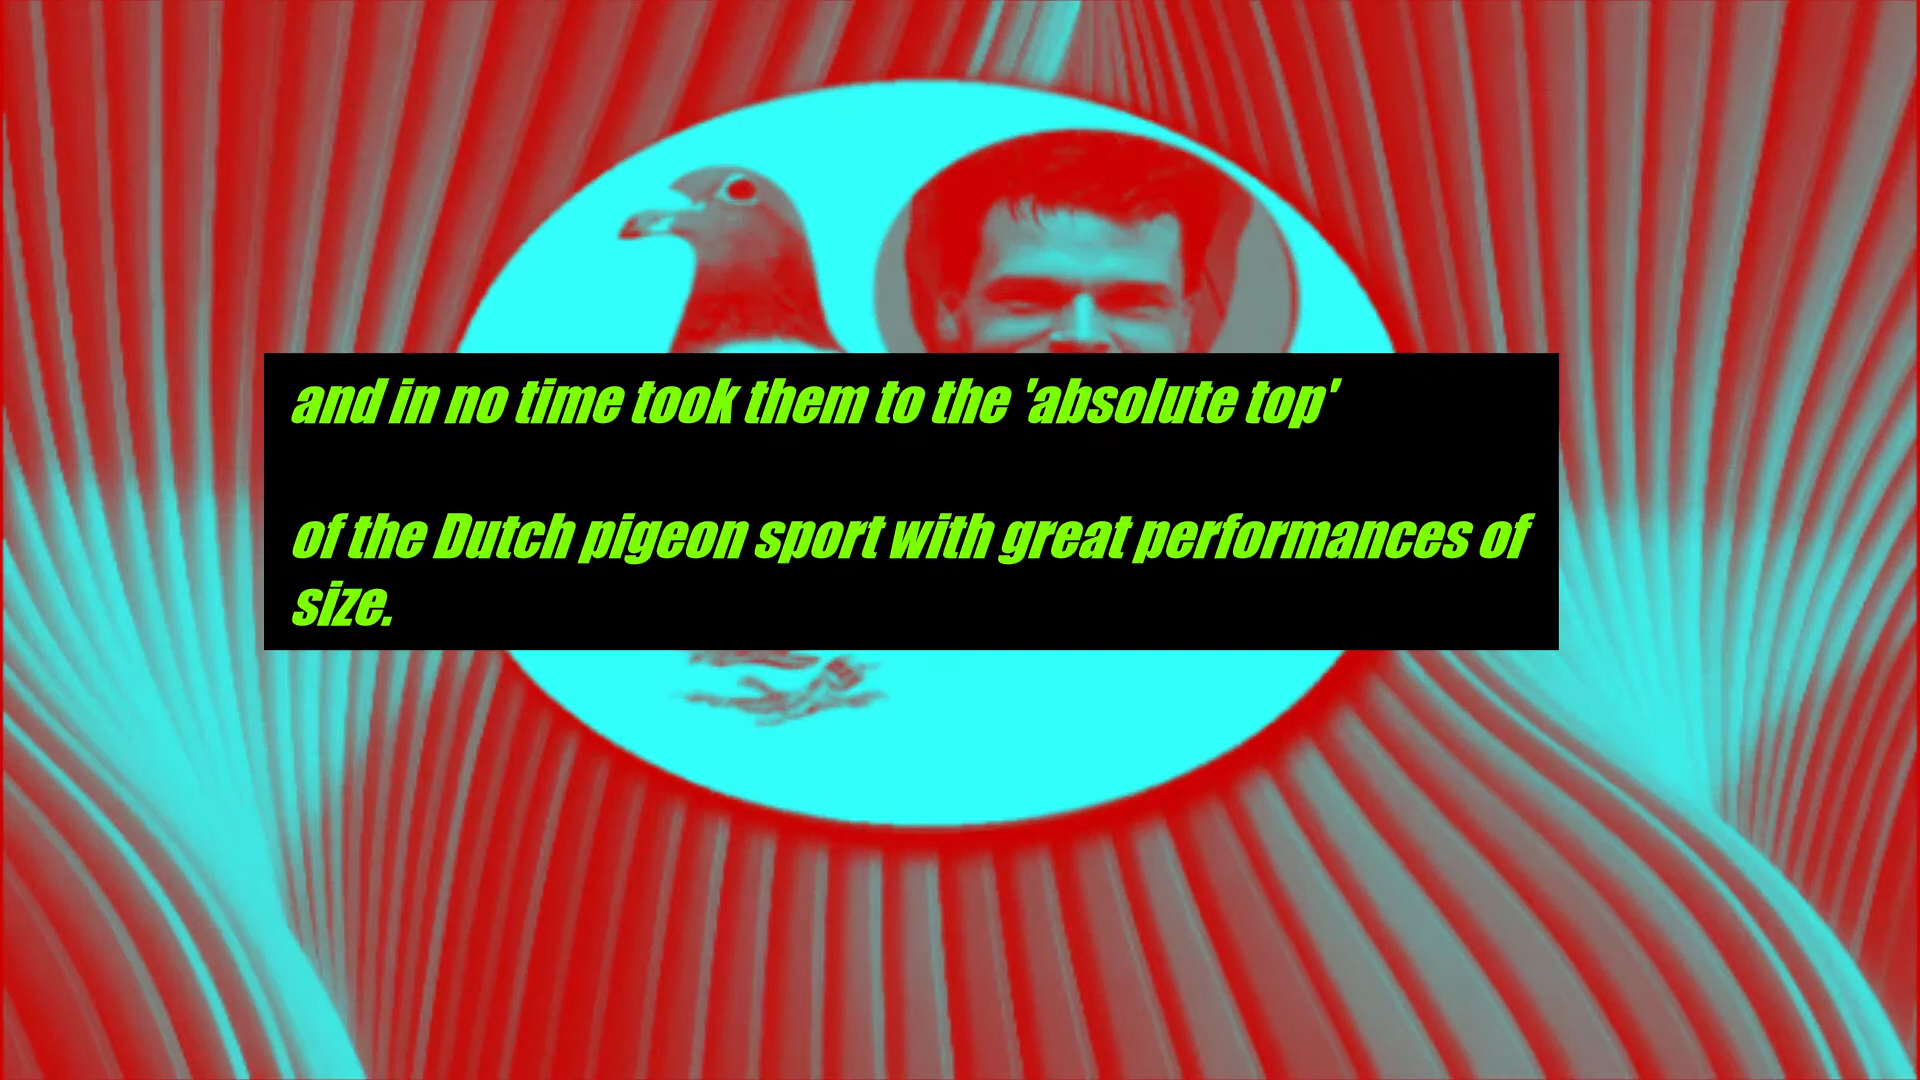 and in no time took them to the 'absolute top'
of the Dutch pigeon sport with great performances of
size.